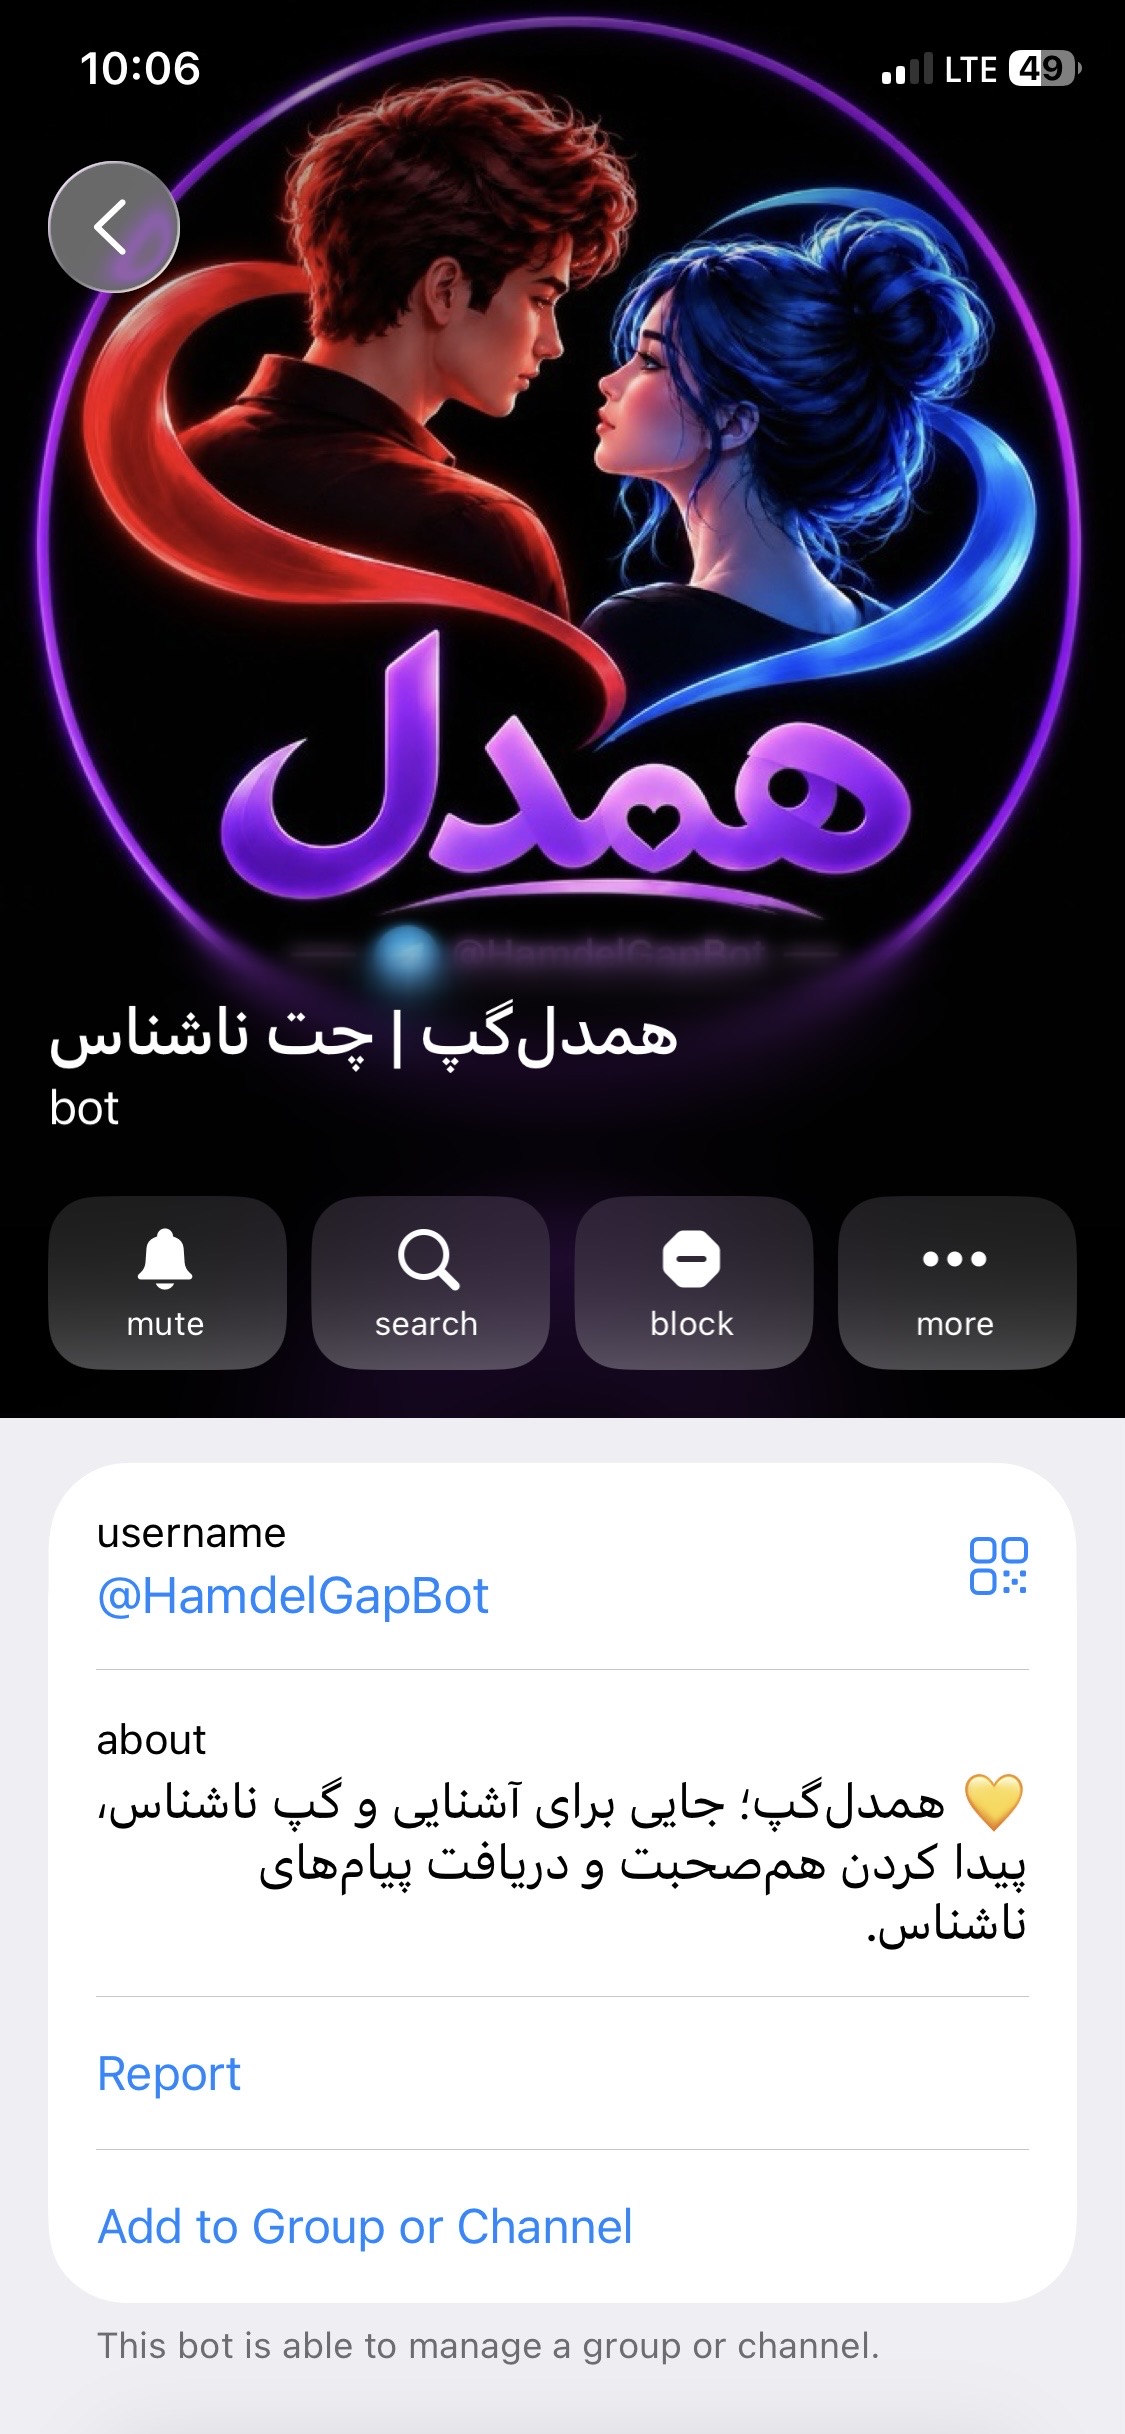 10:06
LTE
49
همدل
@HamdelGapBot
همدل‌گپ | چت ناشناس
bot
mute
search
block
more
username
@HamdelGapBot
about
💛 همدل‌گپ؛ جایی برای آشنایی و گپ ناشناس،
پیدا کردن هم‌صحبت و دریافت پیام‌های
ناشناس.
Report
Add to Group or Channel
This bot is able to manage a group or channel.